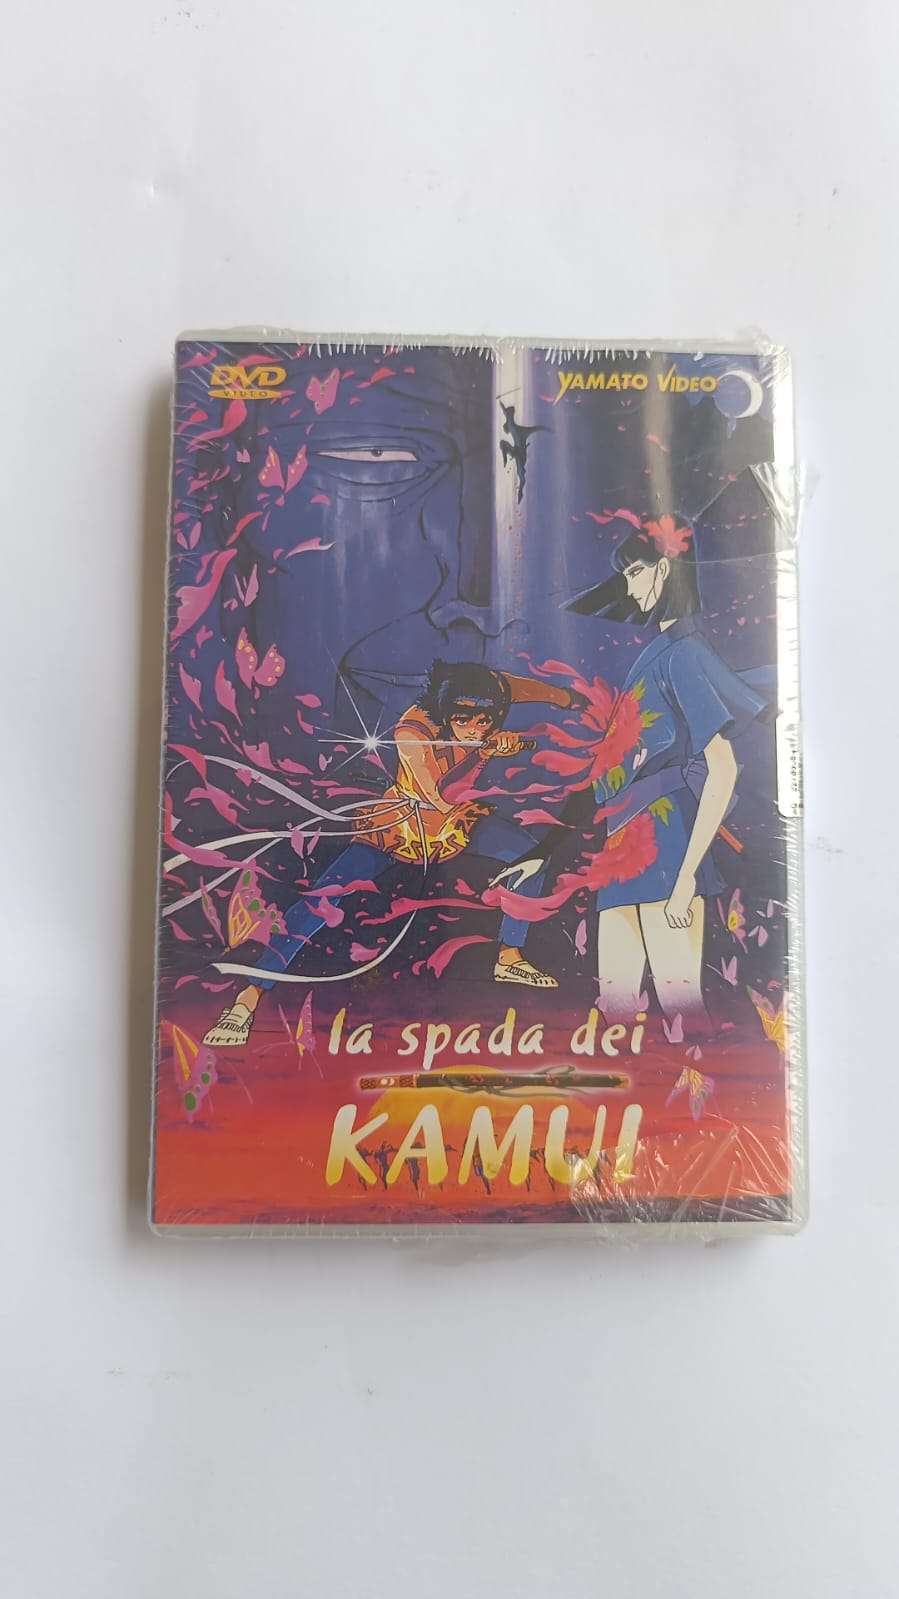 DVD
VIDEO
YAMATO VIDEO
la spada dei
KAMUI